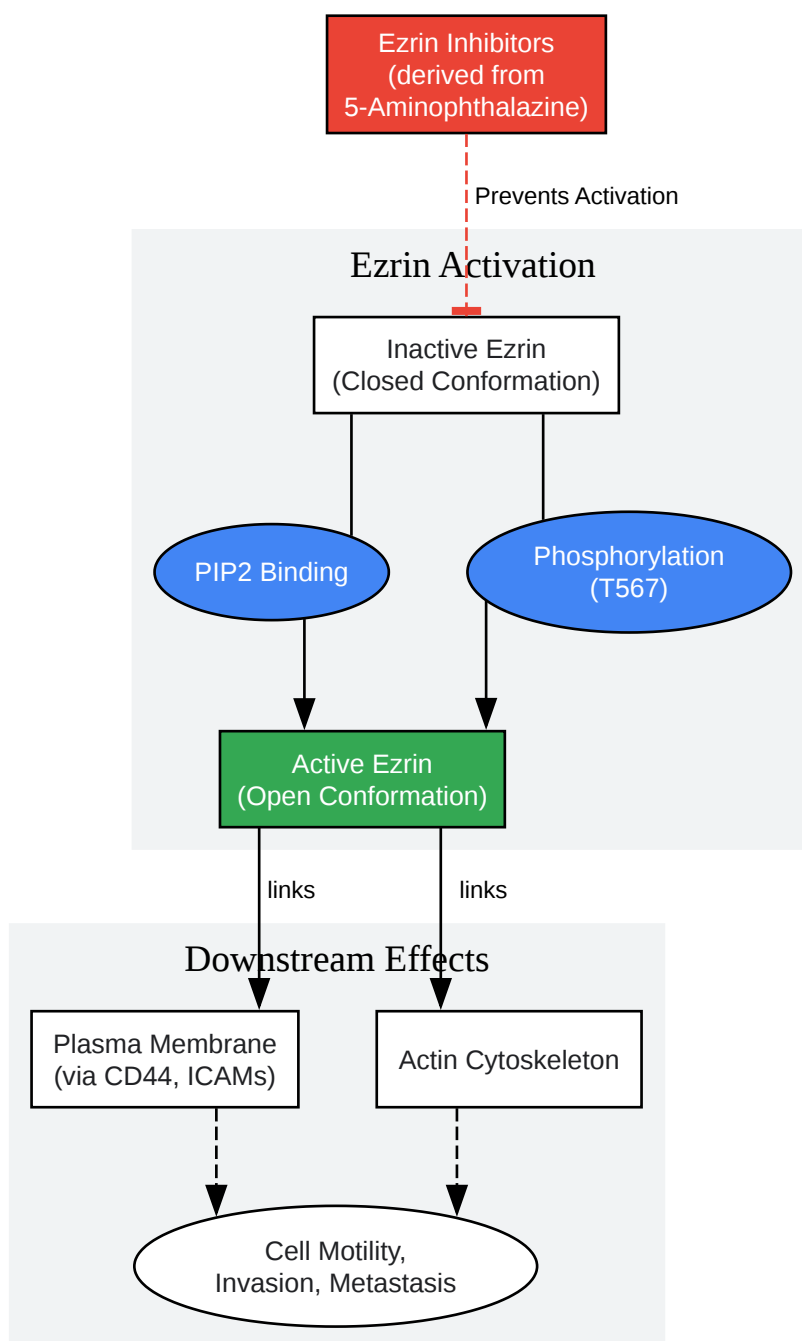 Ezrin Inhibitors
(derived from
5-Aminophthalazine)
Prevents Activation
Ezrin Activation
Inactive Ezrin
(Closed Conformation)
PIP2 Binding
Phosphorylation
(T567)
Active Ezrin
(Open Conformation)
links
links
Downstream Effects
Plasma Membrane
(via CD44, ICAMs)
Actin Cytoskeleton
Cell Motility,
Invasion, Metastasis